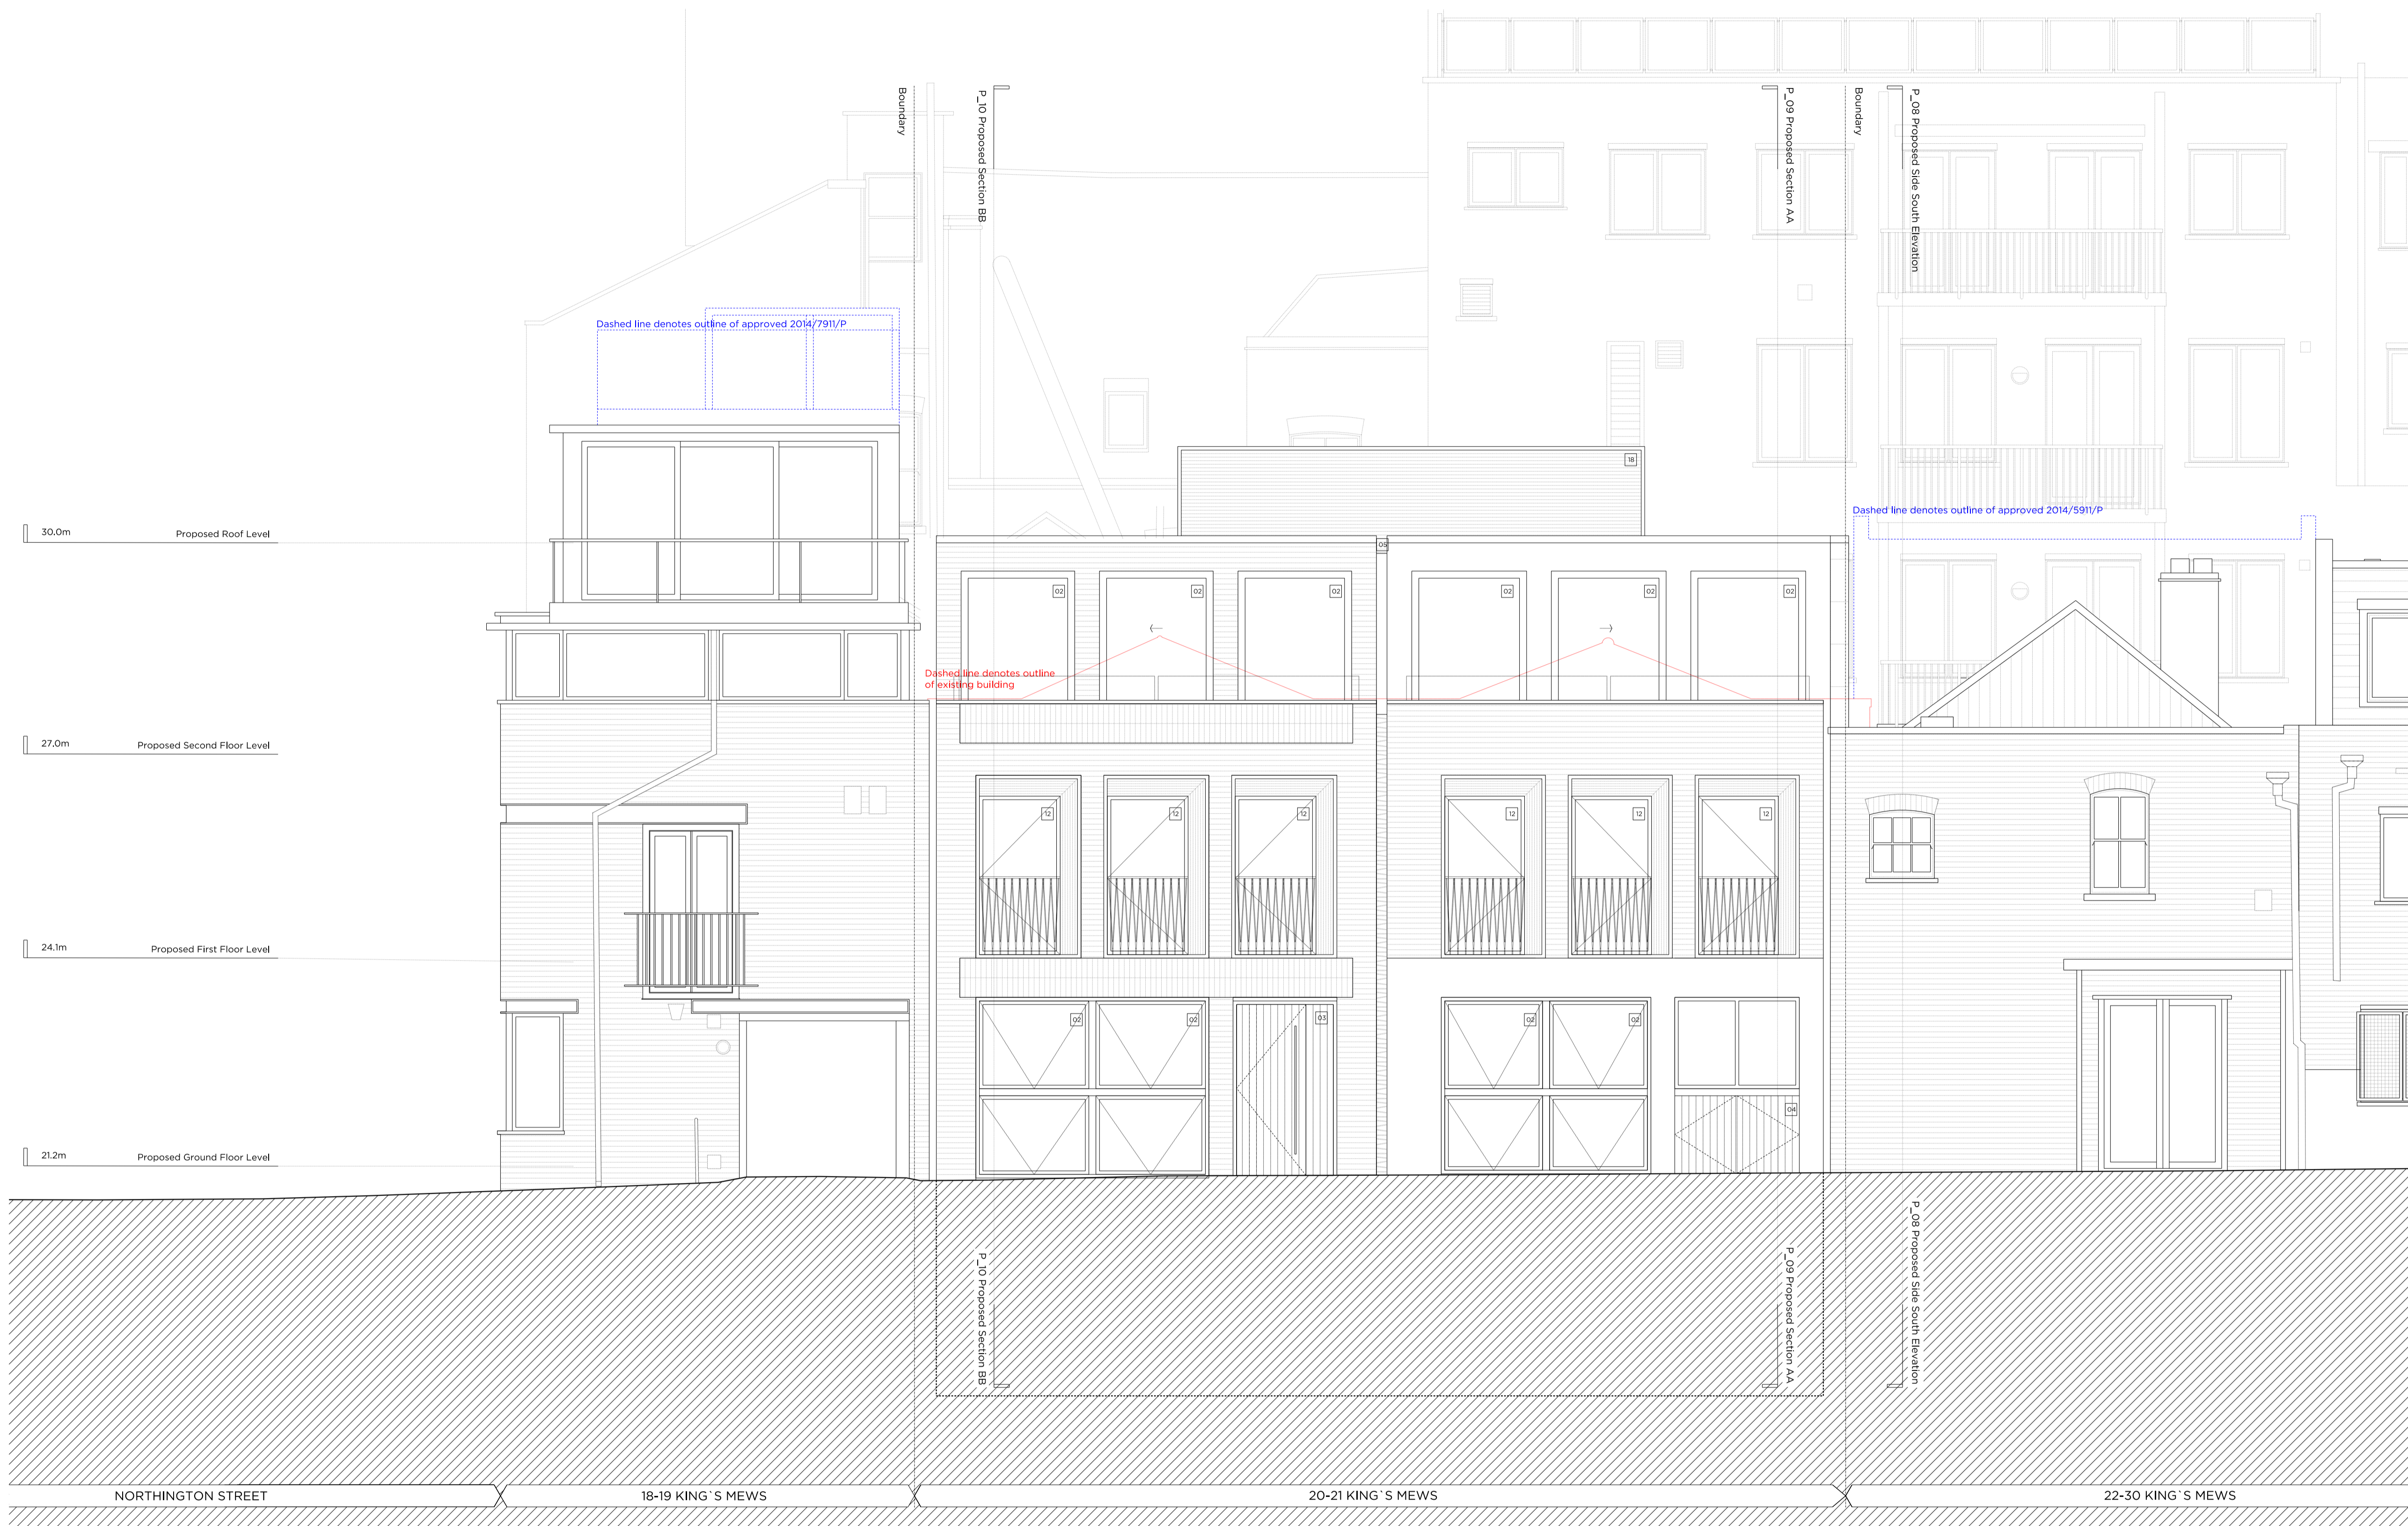 Boundary
P_10 Proposed Section BB
P_09 Proposed Section AA
Boundary
P_08 Proposed Side South Elevation
Dashed line denotes outline of approved 2014/7911/P
18
Dashed line denotes outline of approved 2014/5911/P
30.0m Proposed Roof Level
05
02 02 02 02 02 02
Dashed line denotes outline
of existing building
27.0m Proposed Second Floor Level
12 12 12 12 12 12
24.1m Proposed First Floor Level
02 02 03 02 02
04
21.2m Proposed Ground Floor Level
P_10 Proposed Section BB
P_09 Proposed Section AA
P_08 Proposed Side South Elevation
NORTHINGTON STREET
18-19 KING`S MEWS
20-21 KING`S MEWS
22-30 KING`S MEWS